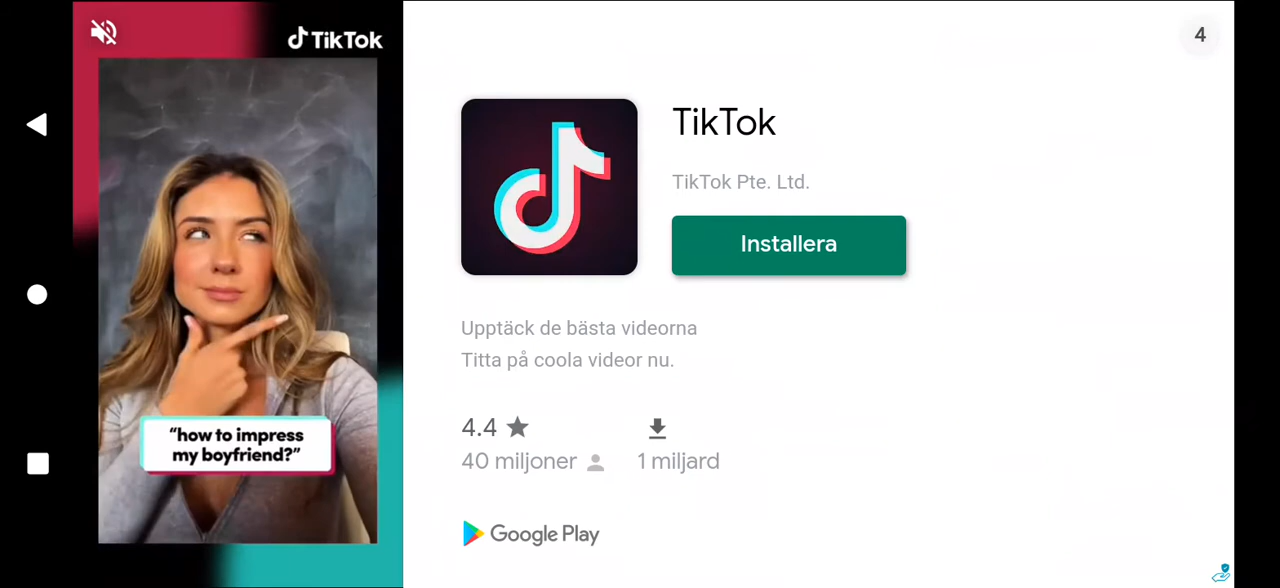 TikTok
"how to impress
my boyfriend?"
4
TikTok
TikTok Pte. Ltd.
Installera
Upptäck de bästa videorna
Titta på coola videor nu.
4.4
40 miljoner
1 miljard
Google Play